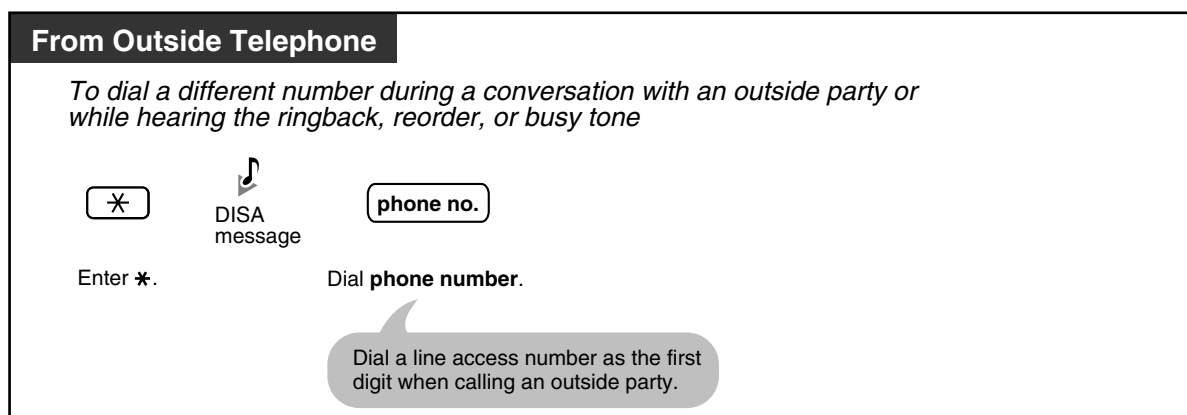 From Outside Telephone
To dial a different number during a conversation with an outside party or
while hearing the ringback, reorder, or busy tone
DISA
message
phone no.
Enter ✱.
Dial phone number.
Dial a line access number as the first
digit when calling an outside party.